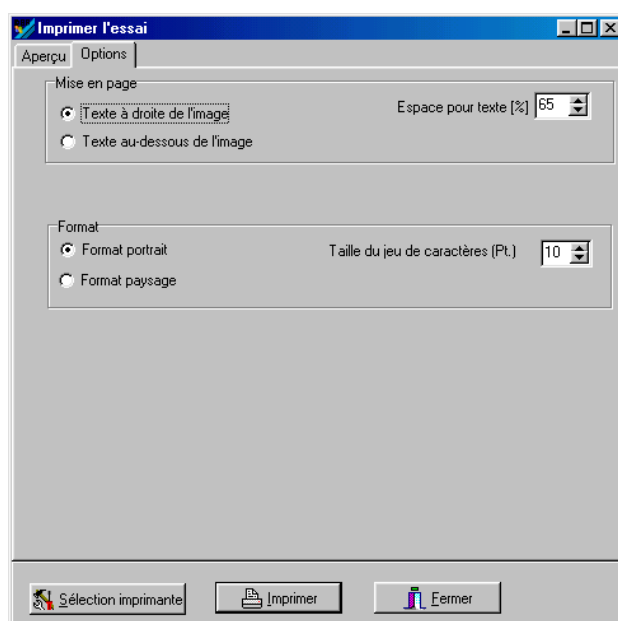 Imprimer l'essai
Aperçu Options
Mise en page
Texte à droite de l'image Espace pour texte [%] 65
Texte au-dessous de l'image
Format
Format portrait Taille du jeu de caractères (Pt.) 10
Format paysage
Sélection imprimante Imprimer Fermer